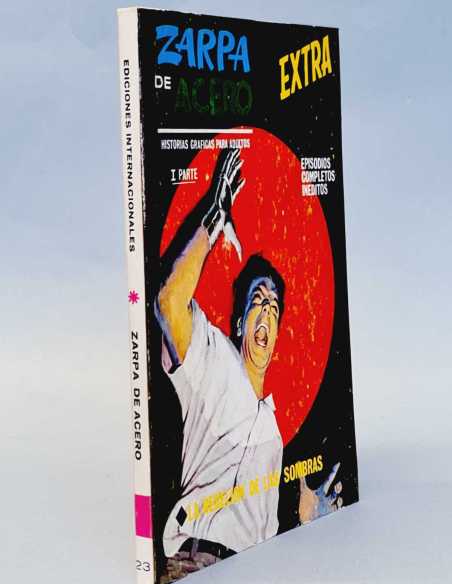 ZARPA
DE ACERO
EXTRA
HISTORIAS GRAFICAS PARA ADULTOS
I PARTE
EPISODIOS
COMPLETOS
INEDITOS
LA REBELION DE LAS SOMBRAS
EDICIONES INTERNACIONALES * ZARPA DE ACERO
23